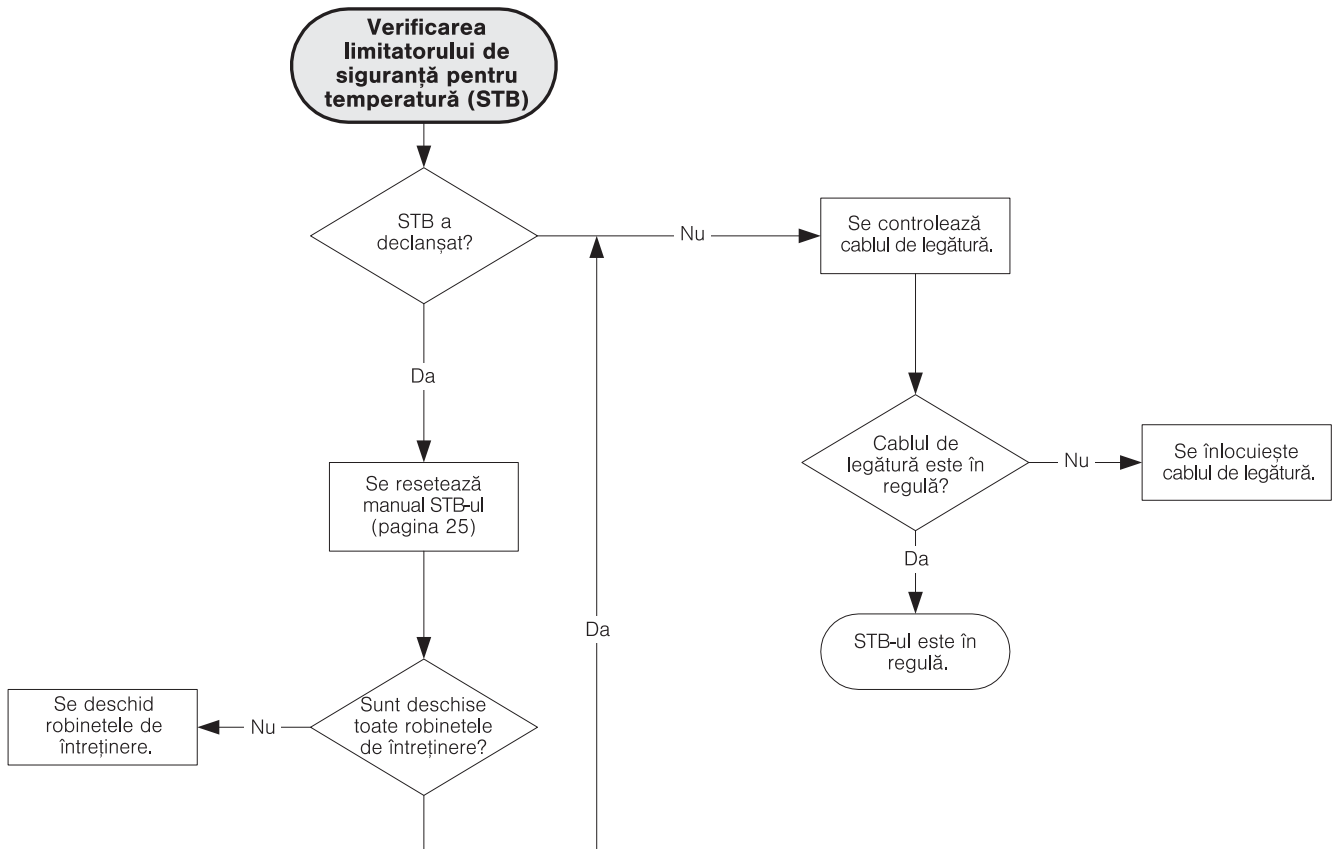 Verificarea
limitatorului de
siguranță pentru
temperatură (STB)
STB a
declanșat?
Nu
Se controlează
cablul de legătură.
Da
Cablul de
legătură este în
regulă?
Nu
Se înlocuiește
cablul de legătură.
Se resetează
manual STB-ul
(pagina 25)
Da
Da
STB-ul este în
regulă.
Se deschid
robinetele de
întreținere.
Nu
Sunt deschise
toate robinetele
de întreținere?